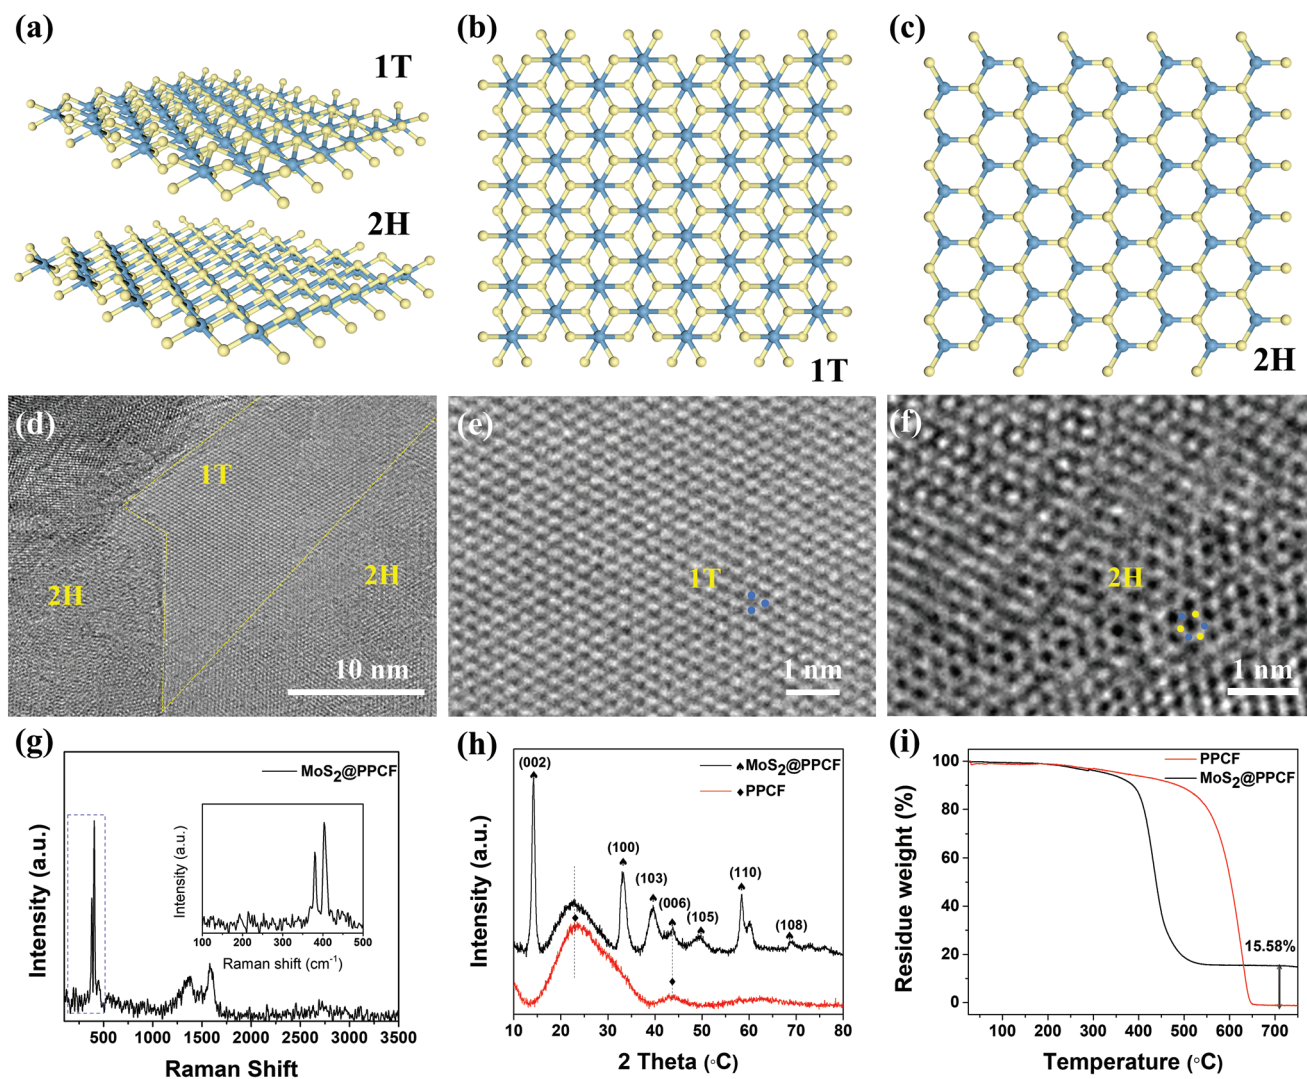 (a)
1T
2H
(b)
1T
(c)
2H
(d)
1T
2H
2H
10 nm
(e)
1T
1 nm
(f)
2H
1 nm
(g)
MoS2@PPCF
Intensity (a.u.)
Intensity (a.u.)
100 200 300 400 500
Raman shift (cm-1)
500 1000 1500 2000 2500 3000 3500
Raman Shift
(h)
(002)
MoS2@PPCF
PPCF
(100)
(103)
(006)
(105)
(110)
(108)
Intensity (a.u.)
10 20 30 40 50 60 70 80
2 Theta (◦C)
(i)
PPCF
MoS2@PPCF
Residue weight (%)
100
80
60
40
20
0
15.58%
100 200 300 400 500 600 700
Temperature (◦C)